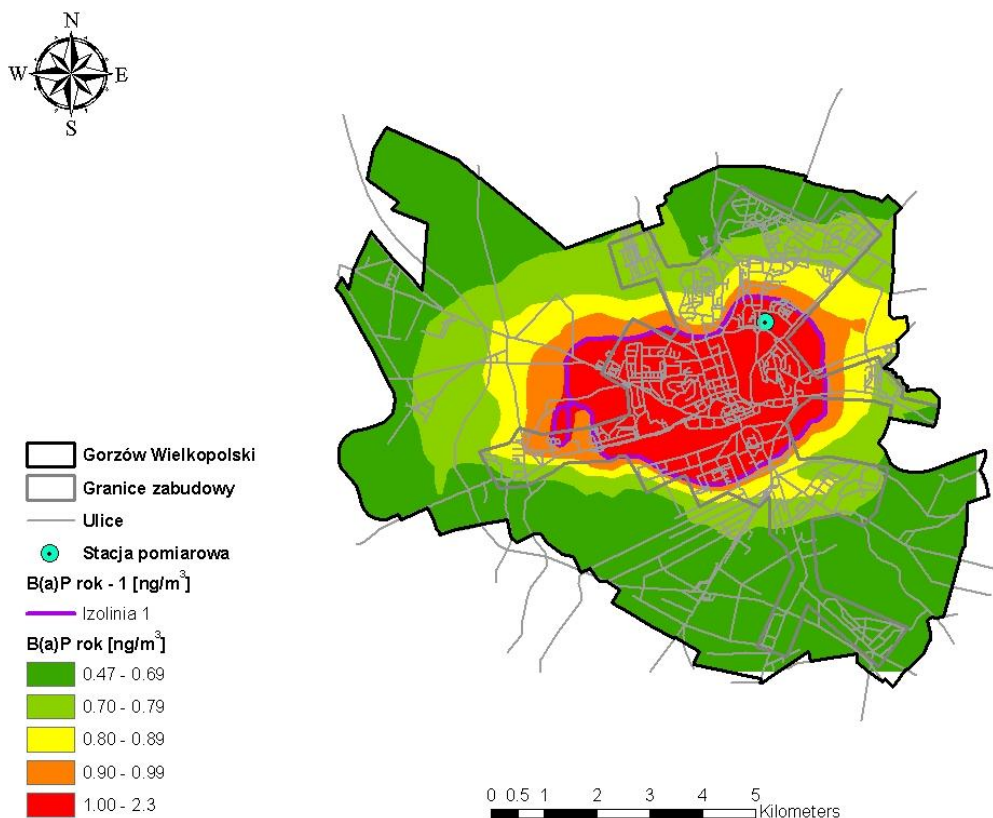 N
W E
S
Gorzów Wielkopolski
Granice zabudowy
Ulice
Stacja pomiarowa
B(a)P rok - 1 [ng/m³]
Izolinia 1
B(a)P rok [ng/m³]
0.47 - 0.69
0.70 - 0.79
0.80 - 0.89
0.90 - 0.99
1.00 - 2.3
0 0.5 1 2 3 4 5
Kilometers